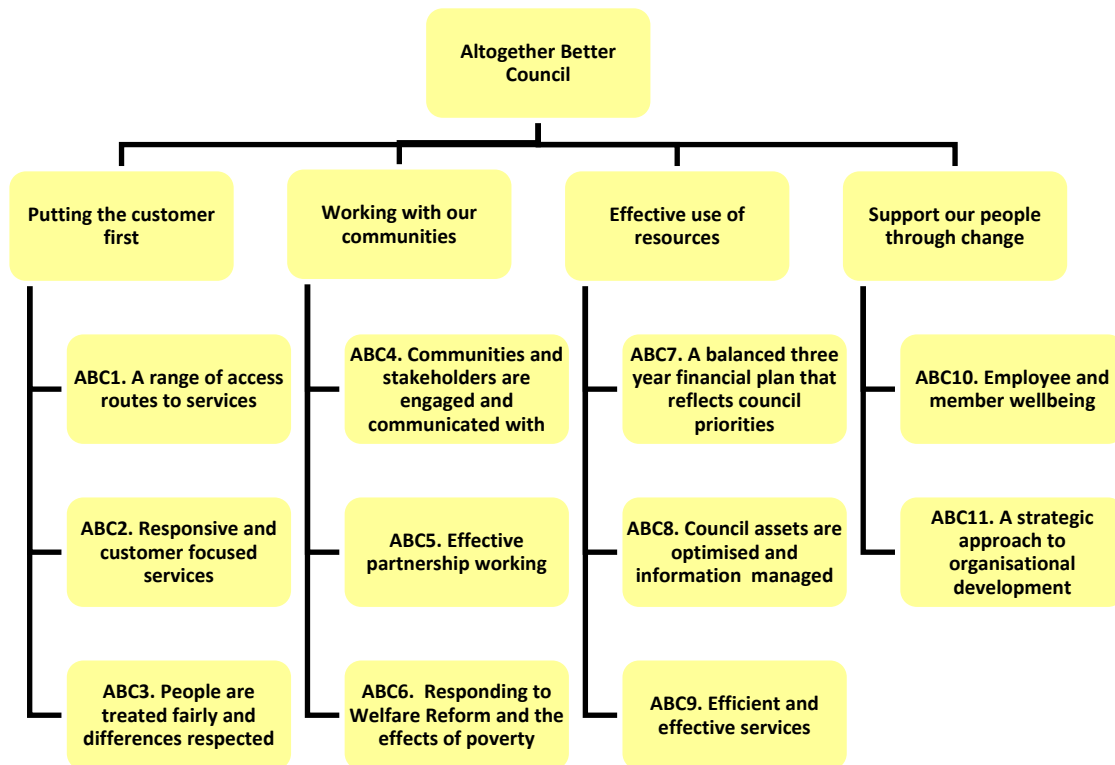 Altogether Better
Council
Putting the customer
first
Working with our
communities
Effective use of
resources
Support our people
through change
ABC1. A range of access
routes to services
ABC4. Communities and
stakeholders are
engaged and
communicated with
ABC7. A balanced three
year financial plan that
reflects council
priorities
ABC10. Employee and
member wellbeing
ABC2. Responsive and
customer focused
services
ABC5. Effective
partnership working
ABC8. Council assets are
optimised and
information  managed
ABC11. A strategic
approach to
organisational
development
ABC3. People are
treated fairly and
differences respected
ABC6.  Responding to
Welfare Reform and the
effects of poverty
ABC9. Efficient and
effective services